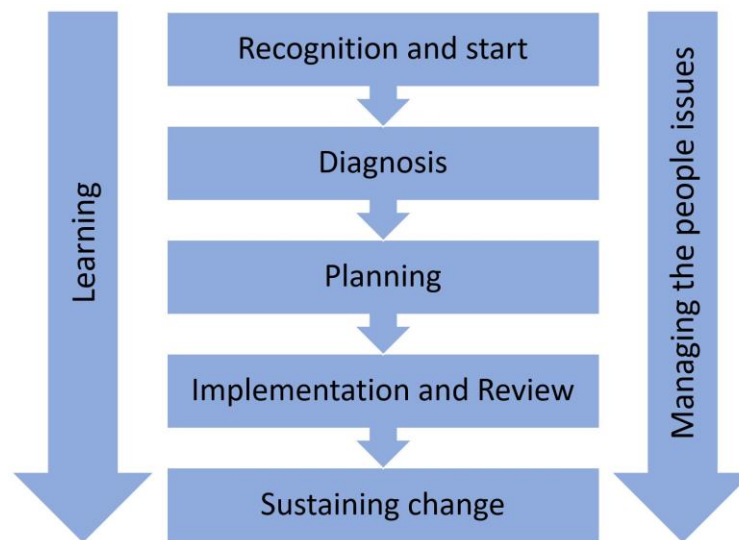 Learning
Recognition and start
Diagnosis
Planning
Implementation and Review
Sustaining change
Managing the people issues